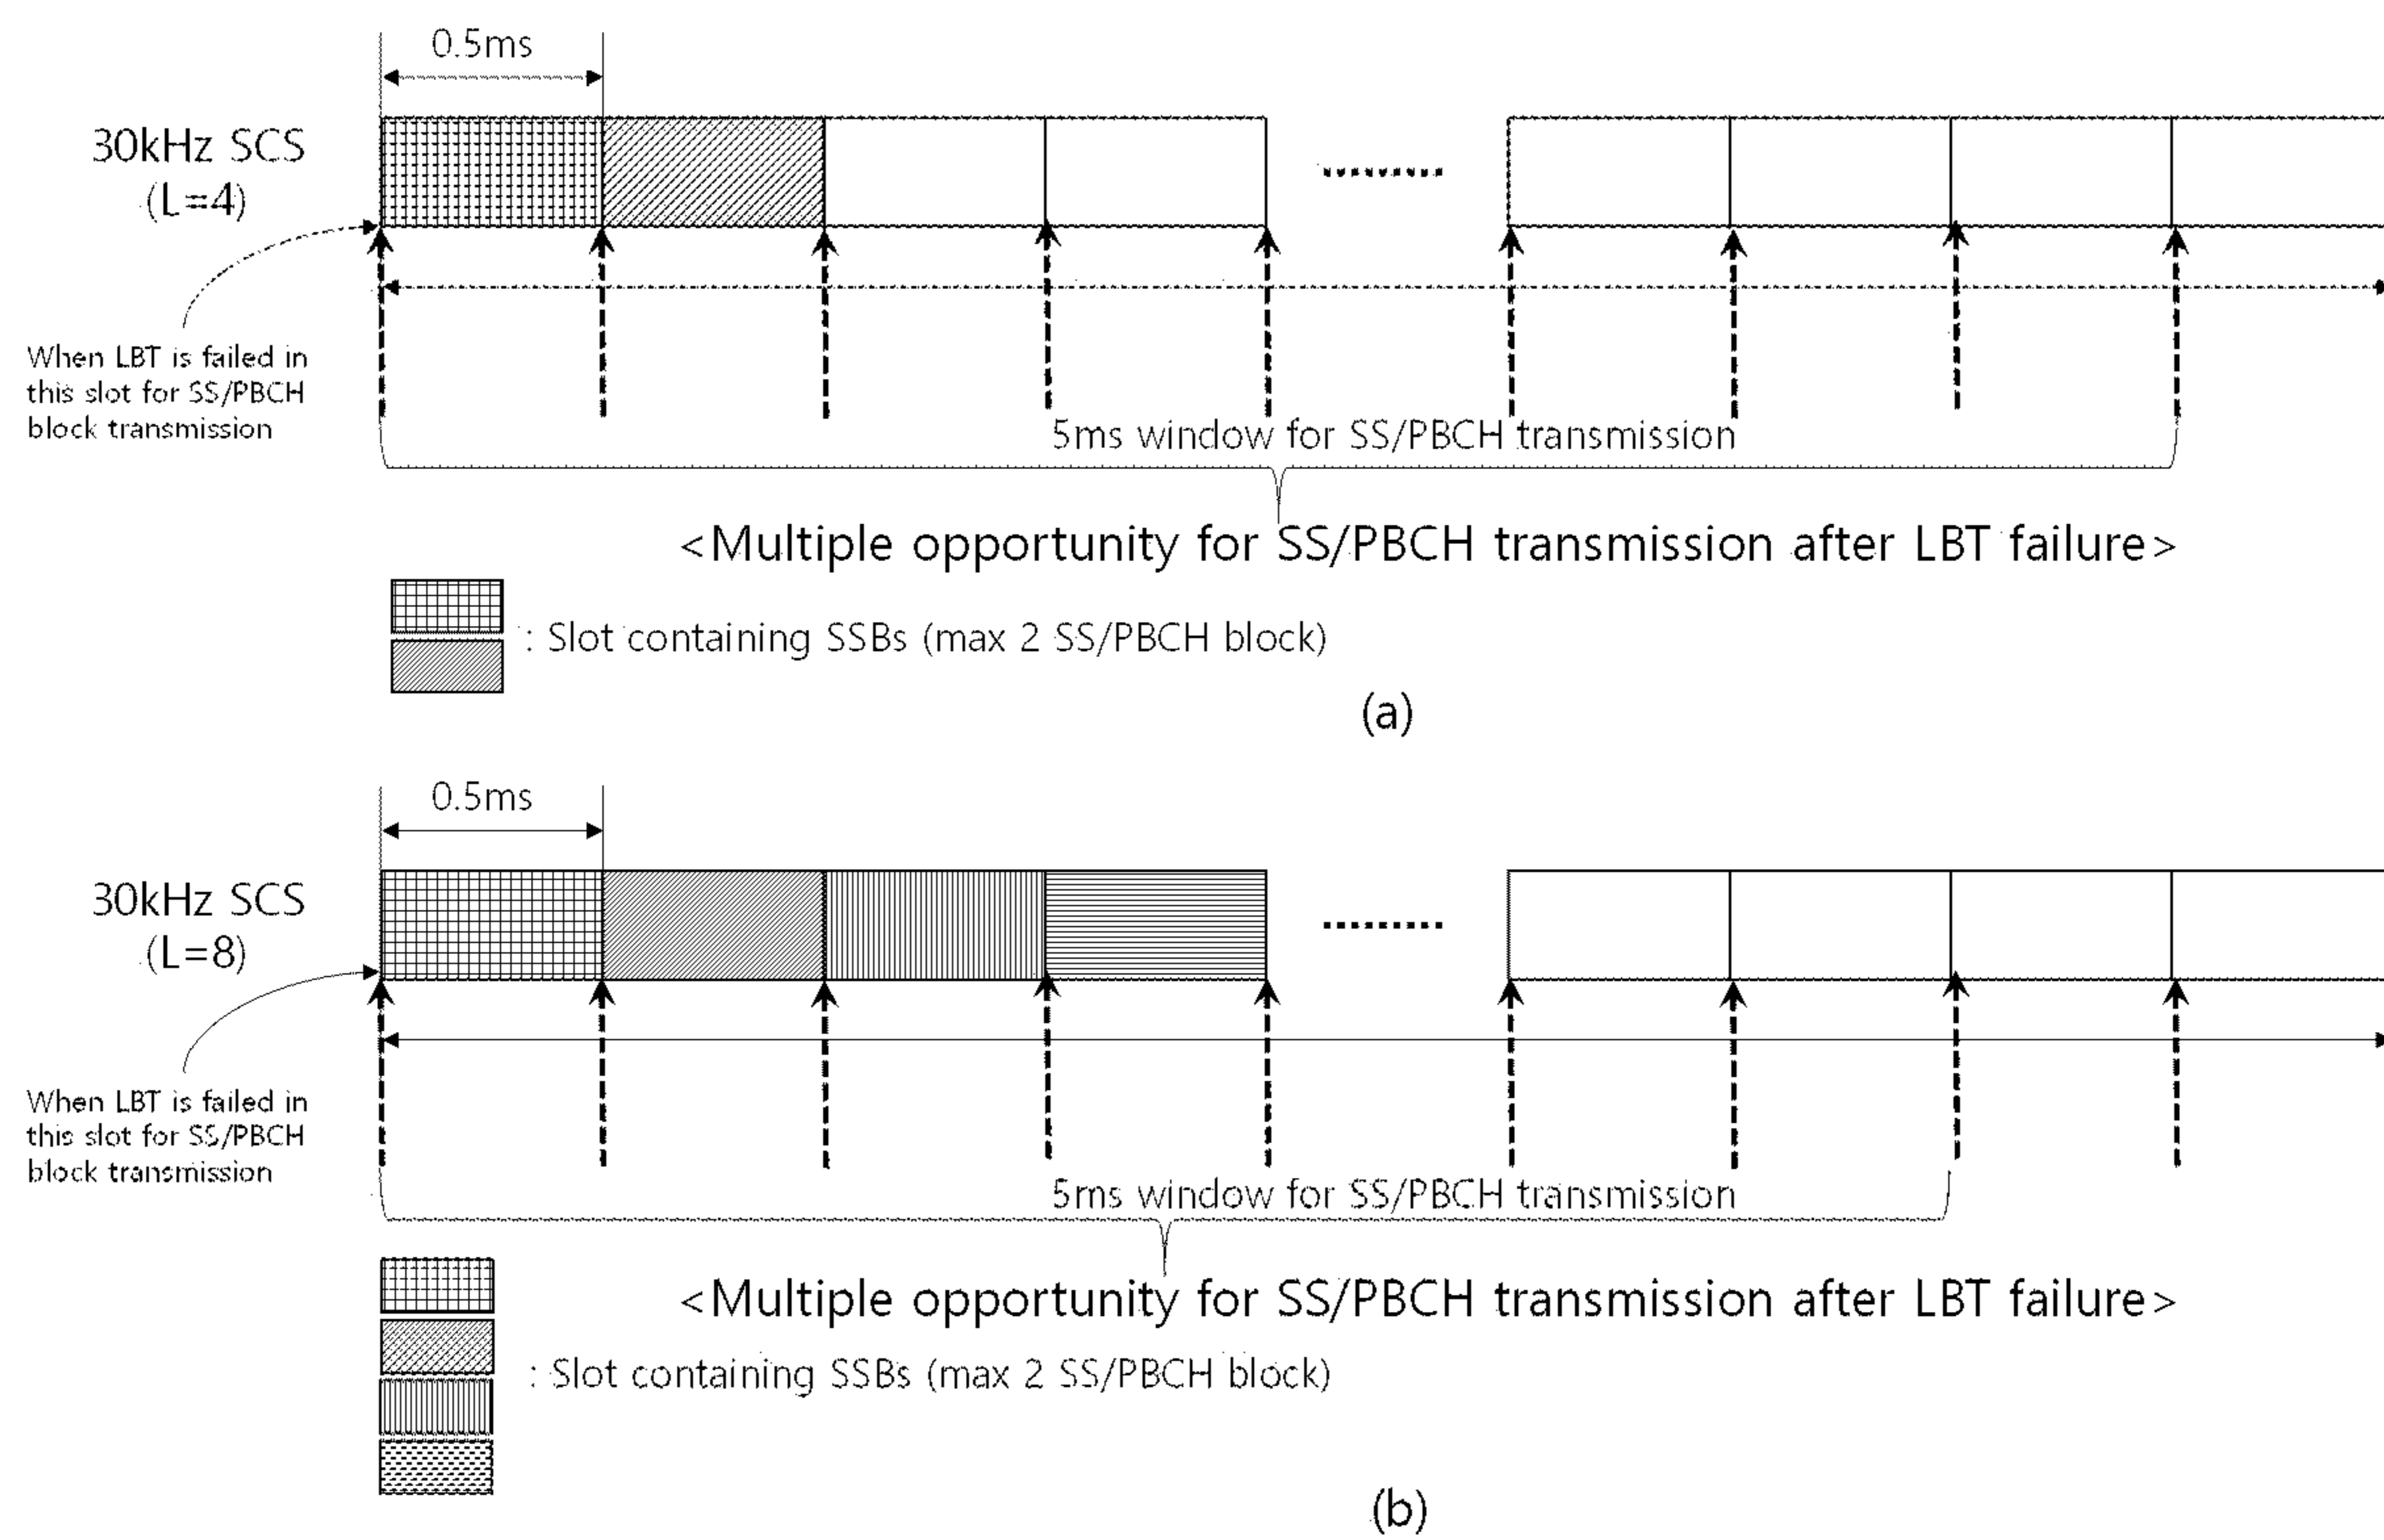 0.5ms
30kHz SCS
(L=4)
When LBT is failed in
this slot for SS/PBCH
block transmission
5ms window for SS/PBCH transmission
<Multiple opportunity for SS/PBCH transmission after LBT failure>
: Slot containing SSBs (max 2 SS/PBCH block)
(a)
0.5ms
30kHz SCS
(L=8)
When LBT is failed in
this slot for SS/PBCH
block transmission
5ms window for SS/PBCH transmission
<Multiple opportunity for SS/PBCH transmission after LBT failure>
: Slot containing SSBs (max 2 SS/PBCH block)
(b)